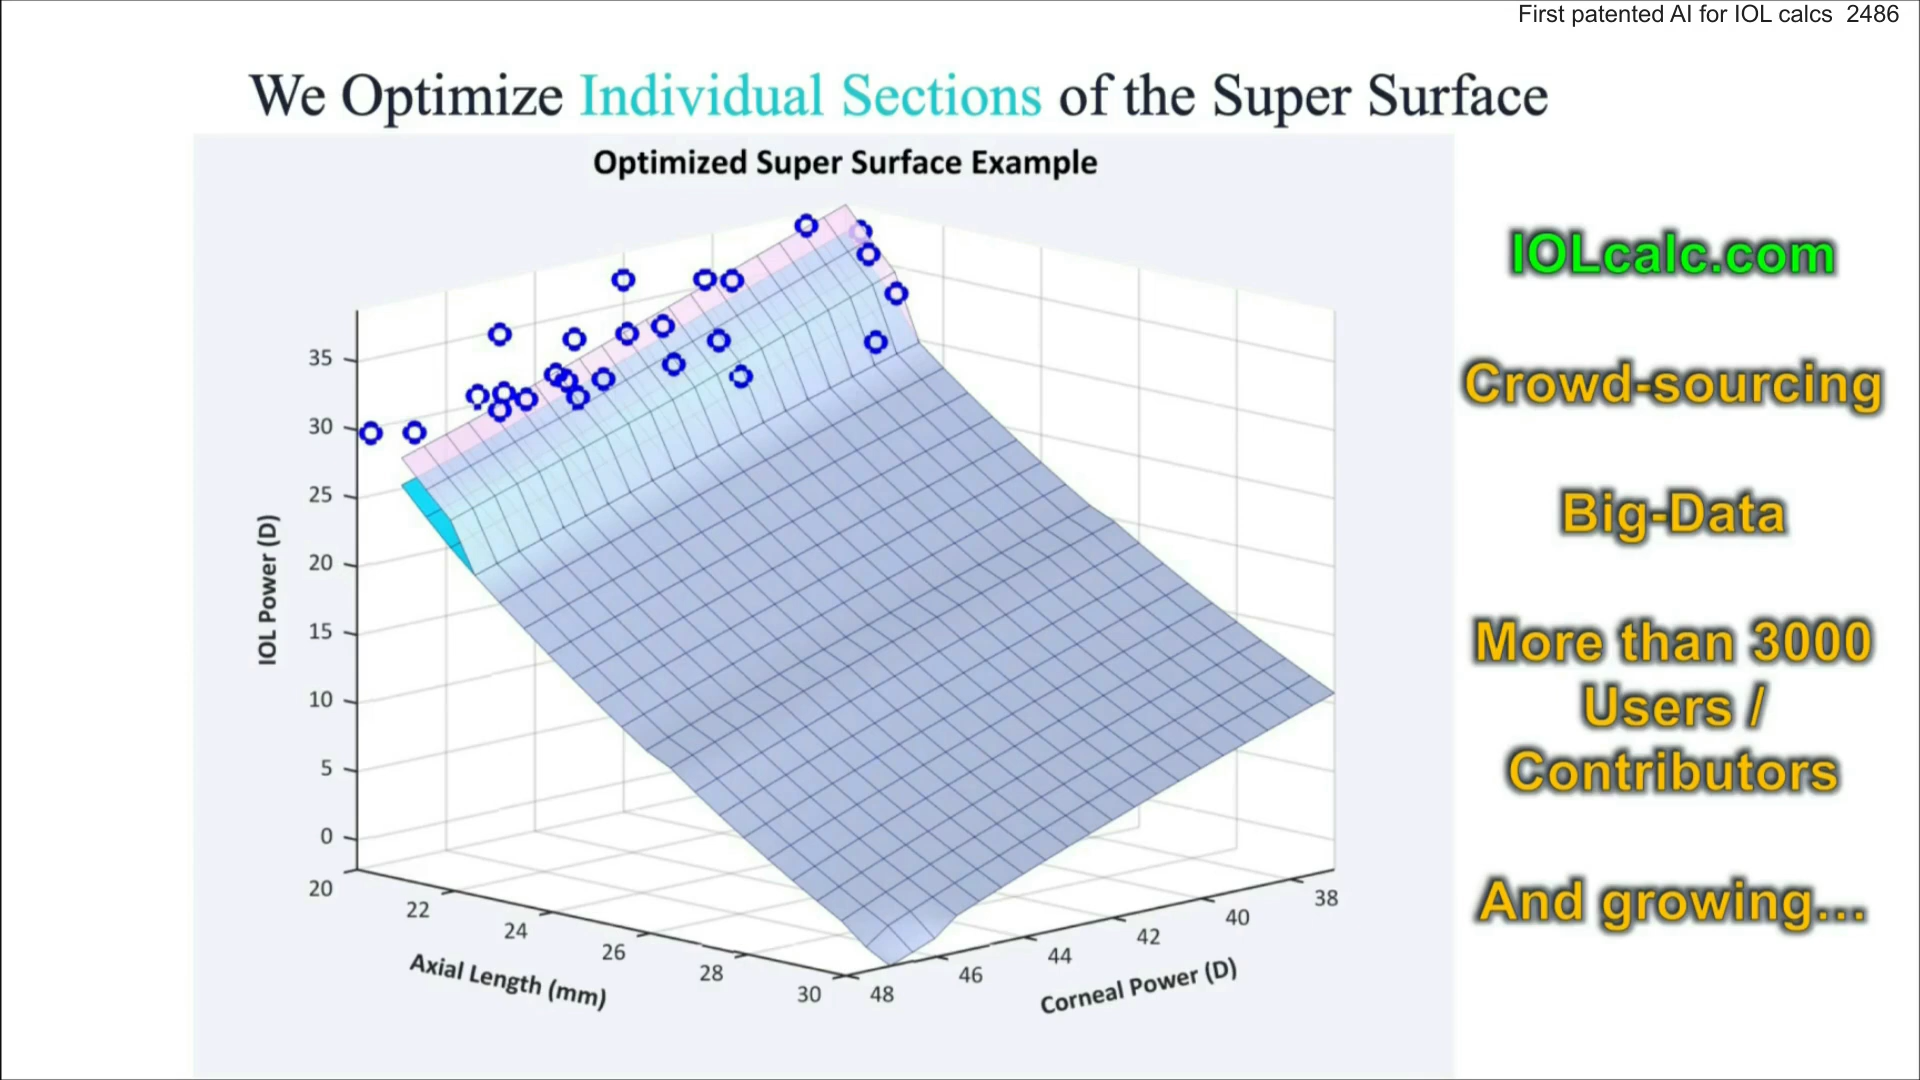 First patented AI for IOL calcs  2486
We Optimize Individual Sections of the Super Surface
Optimized Super Surface Example
IOLcalc.com
Crowd-sourcing
Big-Data
More than 3000
Users /
Contributors
And growing...
IOL Power (D)
35
30
25
20
15
10
5
0
20
22
24
26
28
30
Axial Length (mm)
48
46
44
42
40
38
Corneal Power (D)